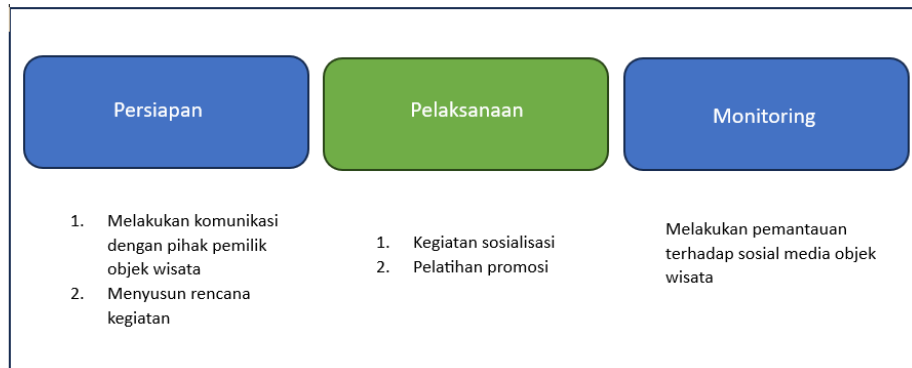 Persiapan
Pelaksanaan
Monitoring
1. Melakukan komunikasi
dengan pihak pemilik
objek wisata
2. Menyusun rencana
kegiatan
1. Kegiatan sosialisasi
2. Pelatihan promosi
Melakukan pemantauan
terhadap sosial media objek
wisata